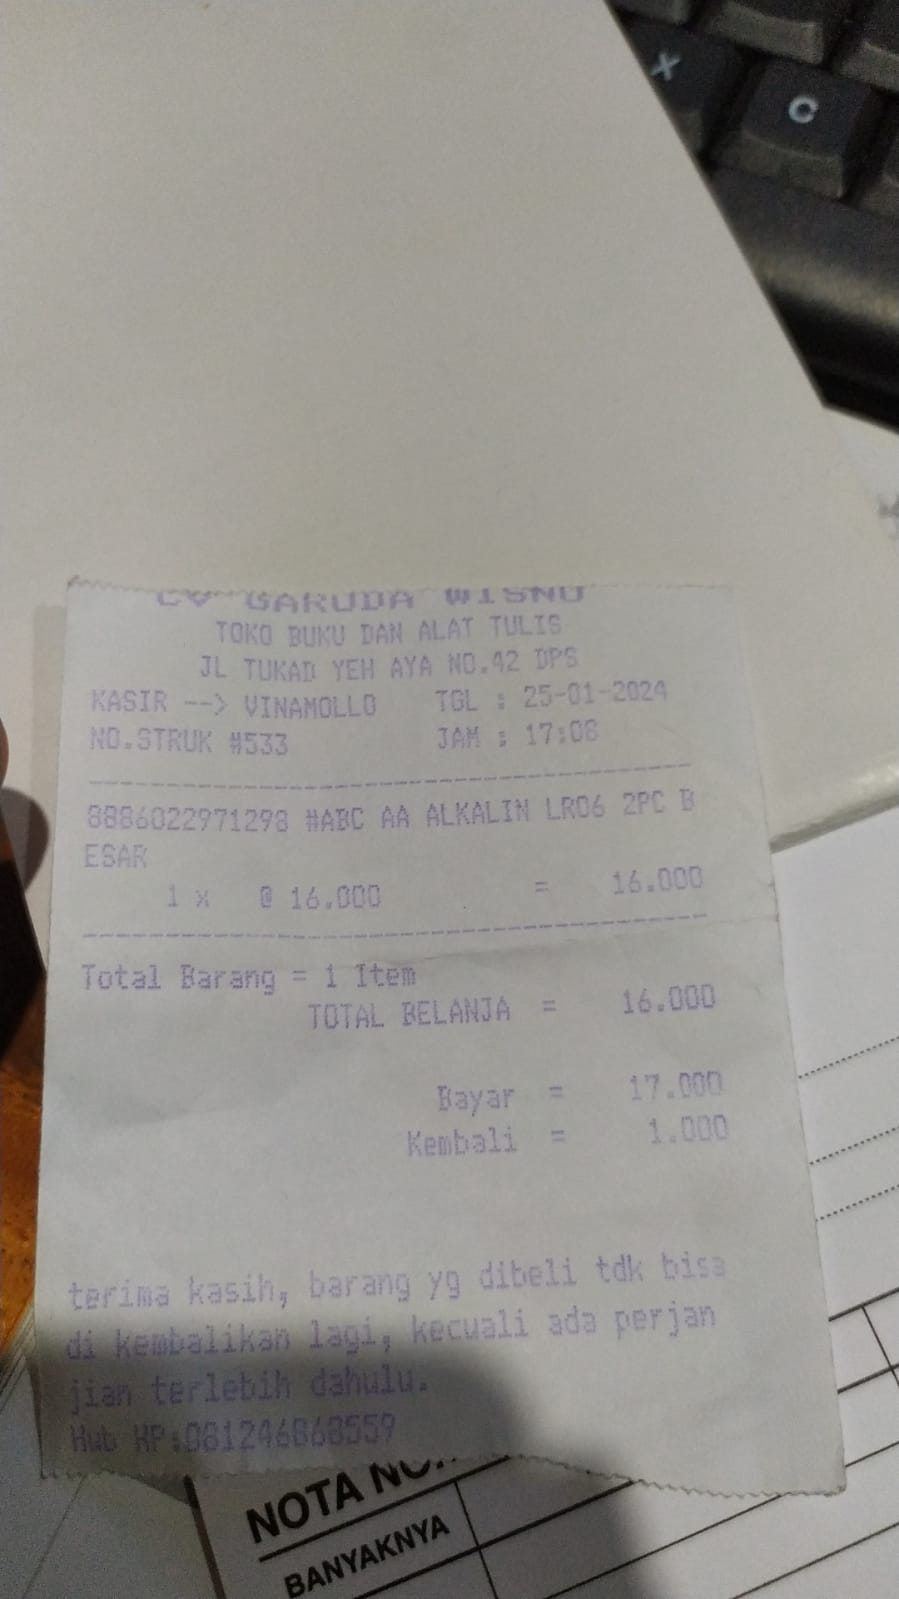 X
C
CV GARUDA WISNU
TOKO BUKU DAN ALAT TULIS
JL TUKAD YEH AYA NO.42 DPS
KASIR --> VINAMOLLO TGL : 25-01-2024
NO.STRUK #533 JAM : 17:08
8886022971298 #ABC AA ALKALIN LR06 2PC B
ESAR
1 x @ 16.000 = 16.000
Total Barang = 1 Item
TOTAL BELANJA = 16.000
Bayar = 17.000
Kembali = 1.000
terima kasih, barang yg dibeli tdk bisa
di kembalikan lagi, kecuali ada perjan
jian terlebih dahulu.
Hub HP:081246868559
NOTA NO.
BANYAKNYA